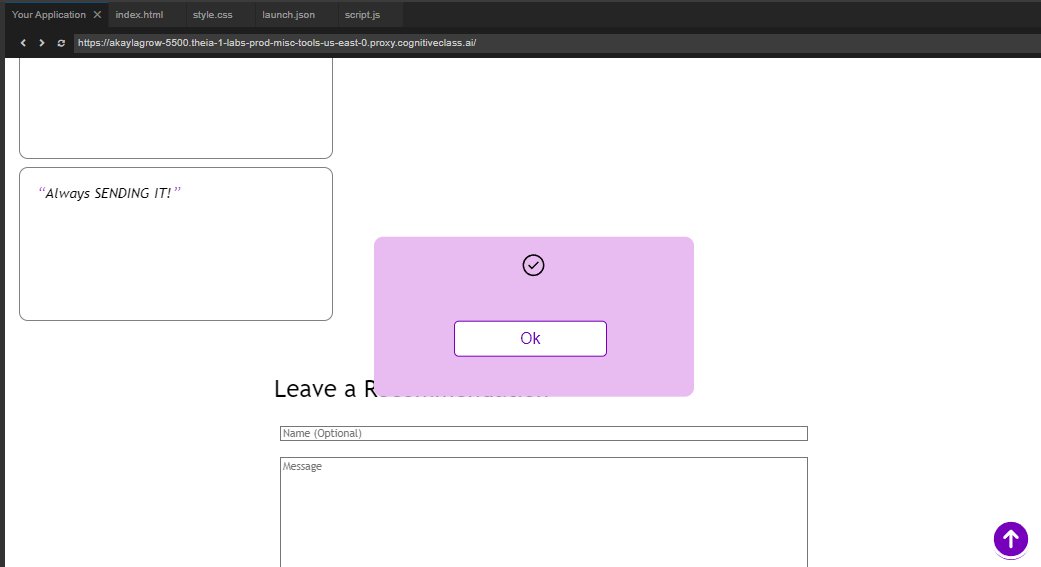 Your Application index.html style.css launch.json script.js
https://akaylagrow-5500.theia-1-labs-prod-misc-tools-us-east-0.proxy.cognitiveclass.ai/
“Always SENDING IT!”
Ok
Leave a Recommendation
Name (Optional)
Message